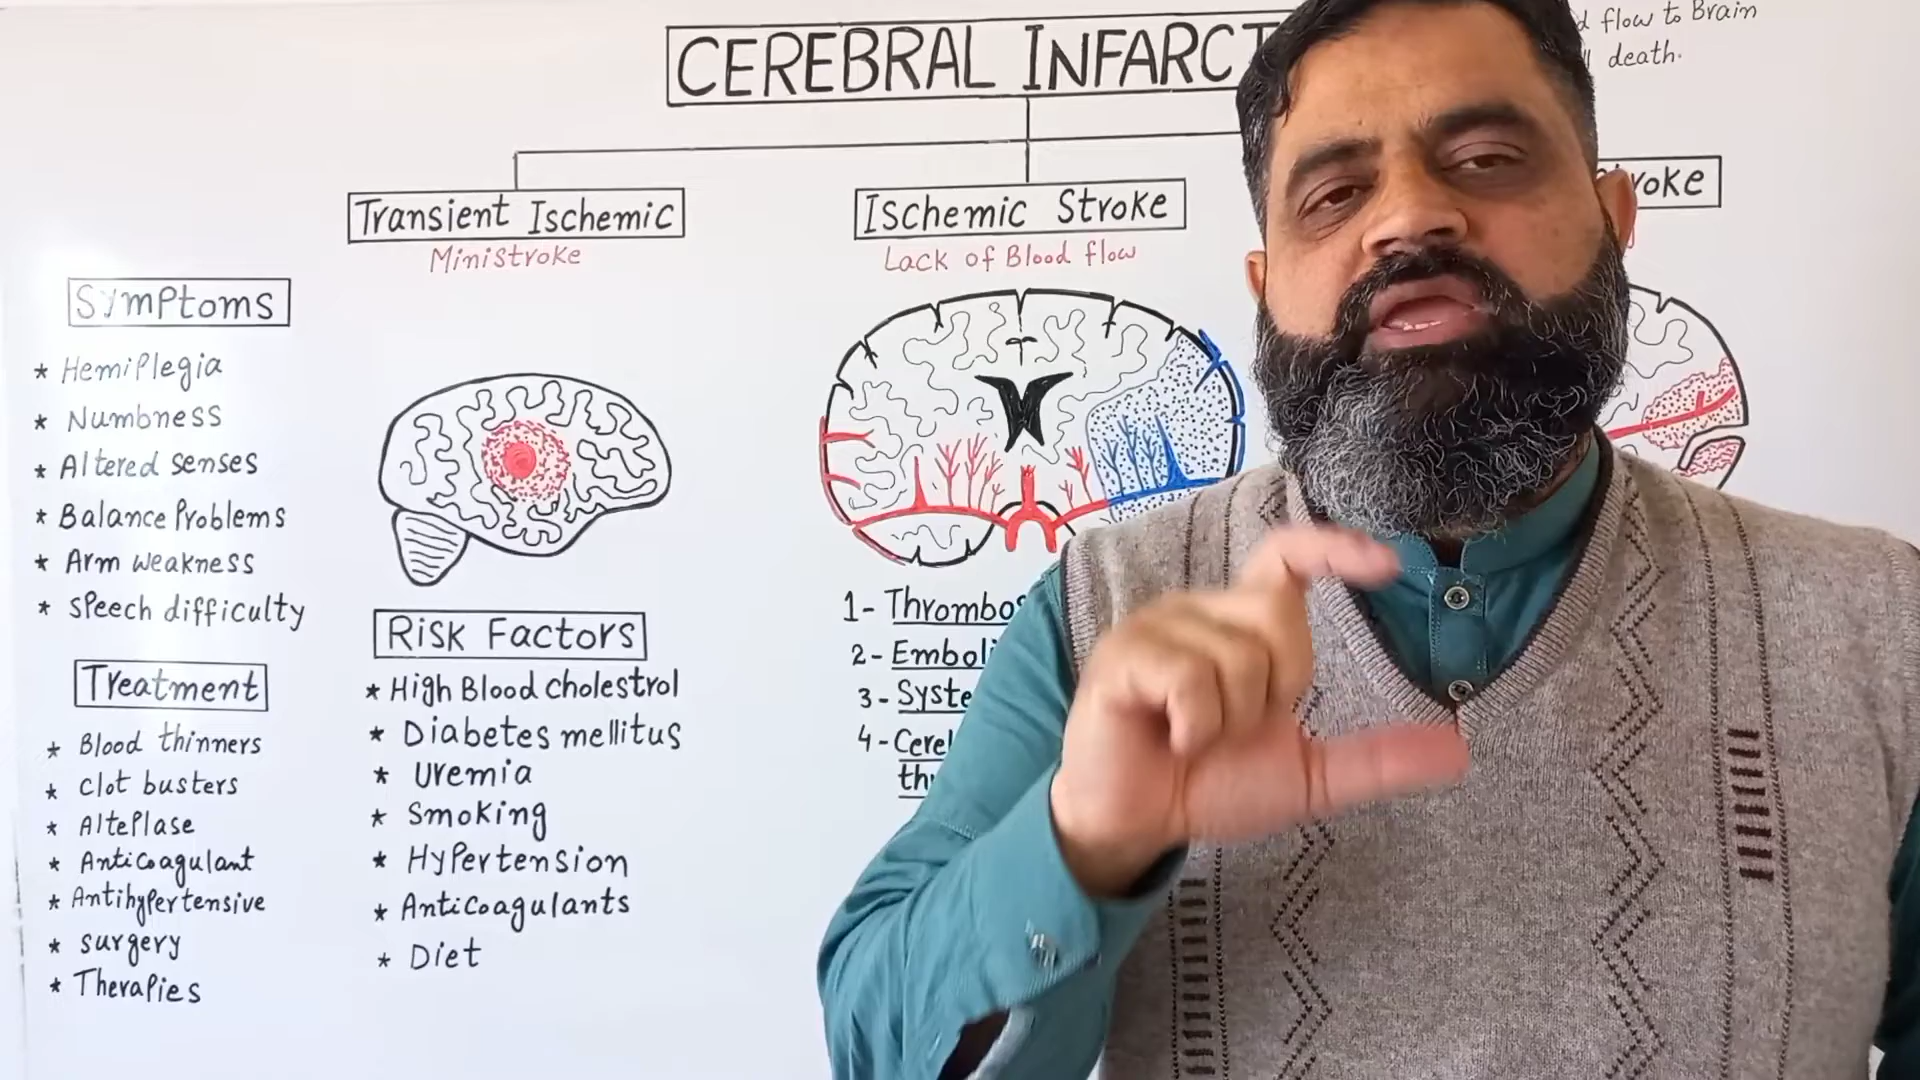 CEREBRAL INFARCT
flow to Brain
death.
Transient Ischemic
MiniStroke
Ischemic Stroke
Lack of Blood flow
Symptoms
* Hemiplegia
* Numbness
* Altered senses
* Balance Problems
* Arm weakness
* Speech difficulty
Treatment
* Blood thinners
* Clot busters
* Alteplase
* Anticoagulant
* Antihypertensive
* surgery
* Therapies
Risk Factors
* High Blood cholestrol
* Diabetes mellitus
* Uremia
* Smoking
* Hypertension
* Anticoagulants
* Diet
1- Thrombos
2- Emboli
3- Syste
4- Cereb
th